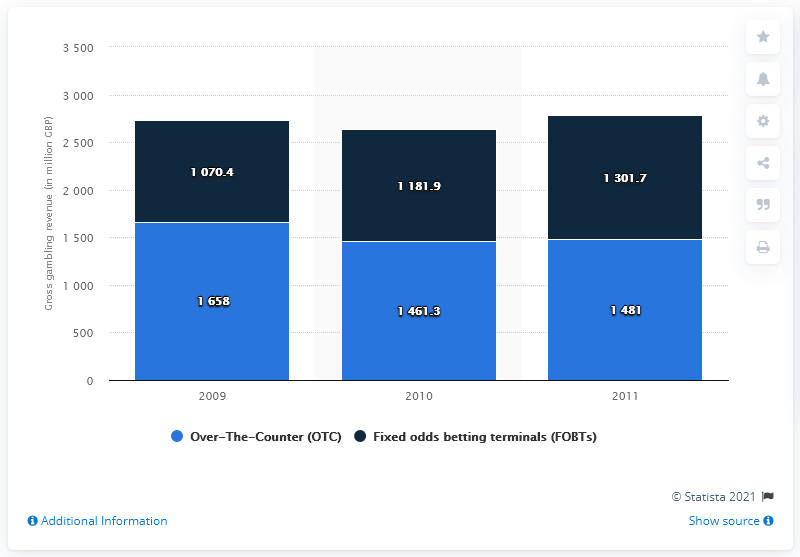 3 500
3 000
2 500
2 000
1 500
1 000
500
0
Gross gambling revenue (in million GBP)
1 070.4
1 181.9
1 301.7
1 658
1 461.3
1 481
2009
2010
2011
Over-The-Counter (OTC)
Fixed odds betting terminals (FOBTs)
© Statista 2021
Additional Information
Show source